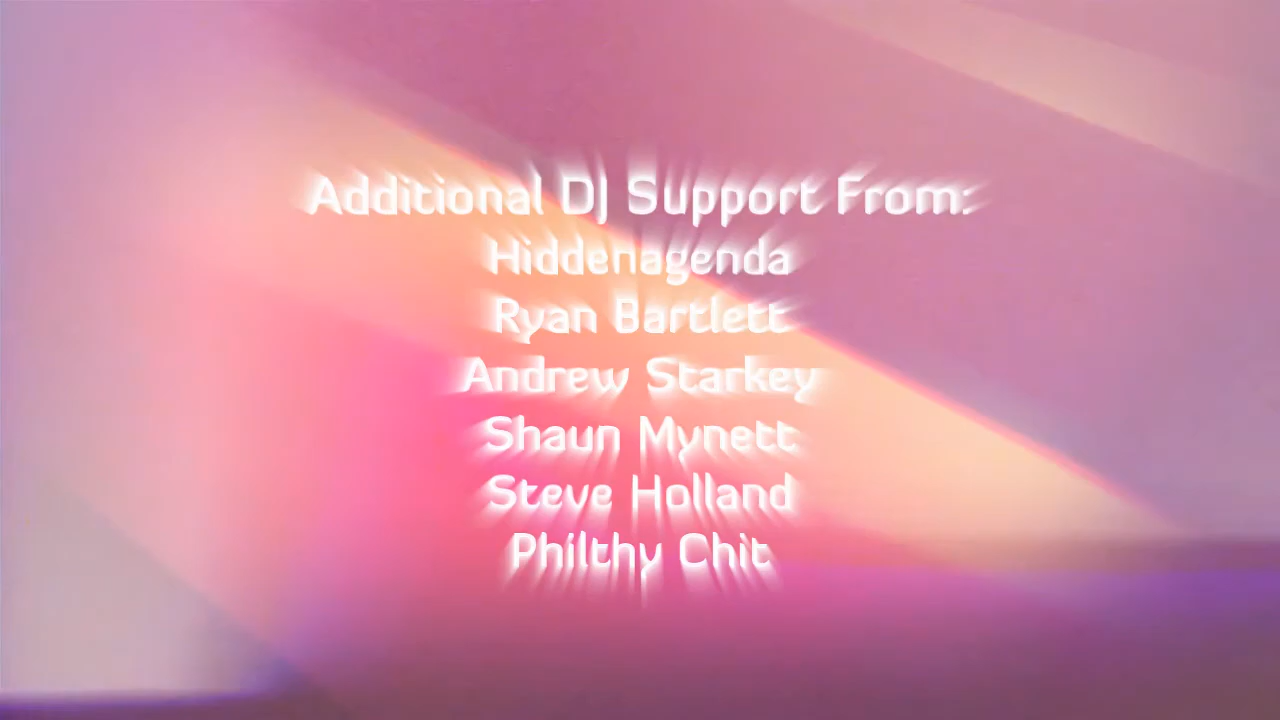 Additional DJ Support From:
Hiddenagenda
Ryan Bartlett
Andrew Starkey
Shaun Mynett
Steve Holland
Philthy Chit